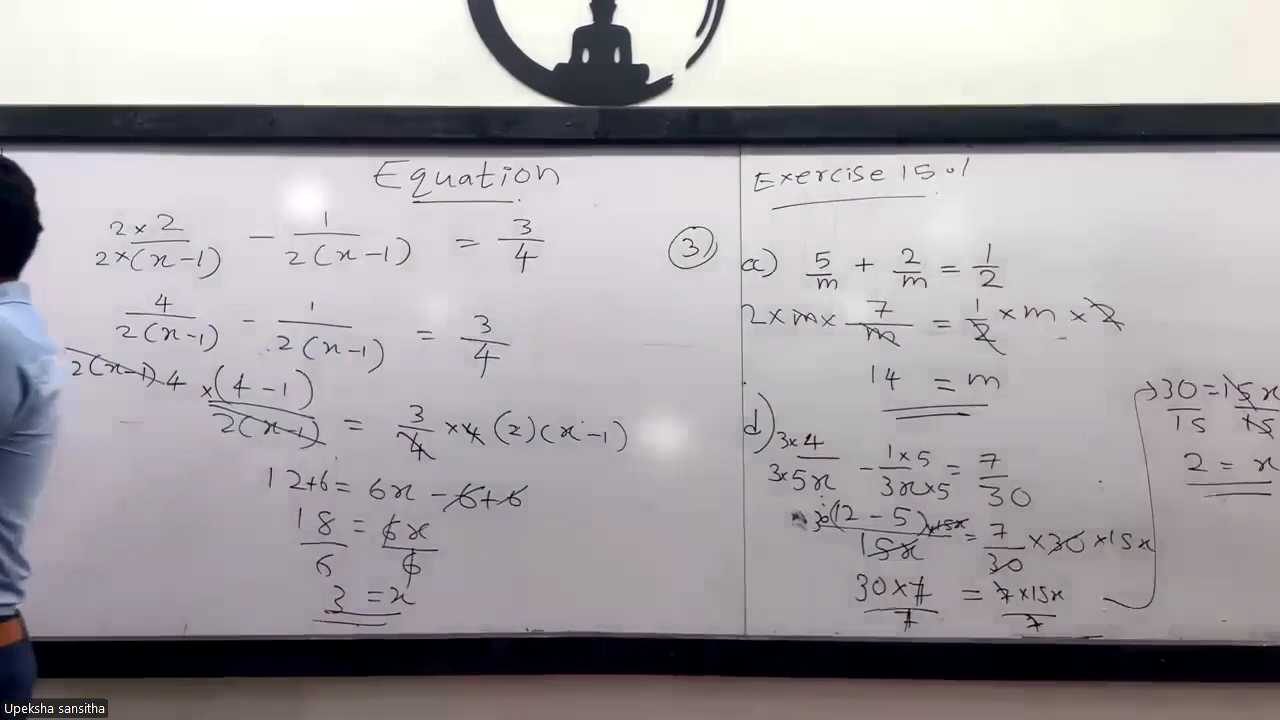 Equation
2×2/2×(x-1) - 1/2(x-1) = 3/4
4/2(x-1) - 1/2(x-1) = 3/4
2(x-1) 4 ×(4-1)/2(x-1) = 3/4 × 4 (2)(x-1)
12+6 = 6x - 6+6
18/6 = 6x/6
3 = x
Exercise 15.1
3)
a) 5/m + 2/m = 1/2
2×m× 7/m = 1/2 × m × 2
14 = m
d) 3×4/3×5x - 1×5/3x×5 = 7/30
30(12-5)×15x/15x = 7/30 ×30 ×15x
30×7/7 = 7×15x/7
30/15 = 15x/15
2 = x
Upeksha sansitha